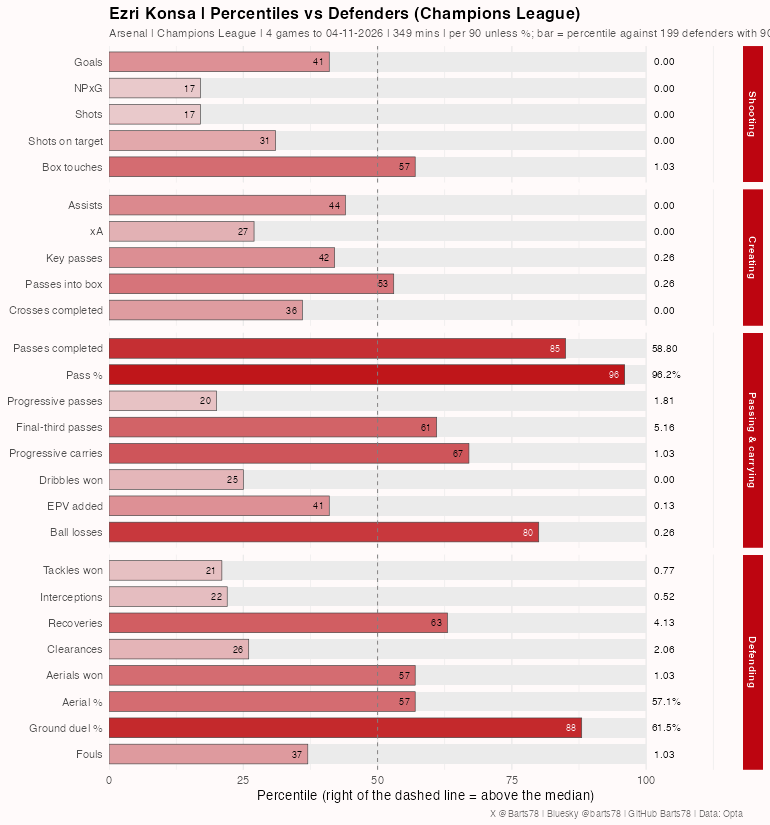 Ezri Konsa | Percentiles vs Defenders (Champions League)
Arsenal | Champions League | 4 games to 04-11-2026 | 349 mins | per 90 unless %; bar = percentile against 199 defenders with 90
Goals 41 0.00
NPxG 17 0.00
Shots 17 0.00
Shots on target 31 0.00
Box touches 57 1.03
Shooting
Assists 44 0.00
xA 27 0.00
Key passes 42 0.26
Passes into box 53 0.26
Crosses completed 36 0.00
Creating
Passes completed 85 58.80
Pass % 96 96.2%
Progressive passes 20 1.81
Final-third passes 61 5.16
Progressive carries 67 1.03
Dribbles won 25 0.00
EPV added 41 0.13
Ball losses 80 0.26
Passing & carrying
Tackles won 21 0.77
Interceptions 22 0.52
Recoveries 63 4.13
Clearances 26 2.06
Aerials won 57 1.03
Aerial % 57 57.1%
Ground duel % 88 61.5%
Fouls 37 1.03
Defending
0 25 50 75 100
Percentile (right of the dashed line = above the median)
X @Barts78 | Bluesky @barts78 | GitHub Barts78 | Data: Opta